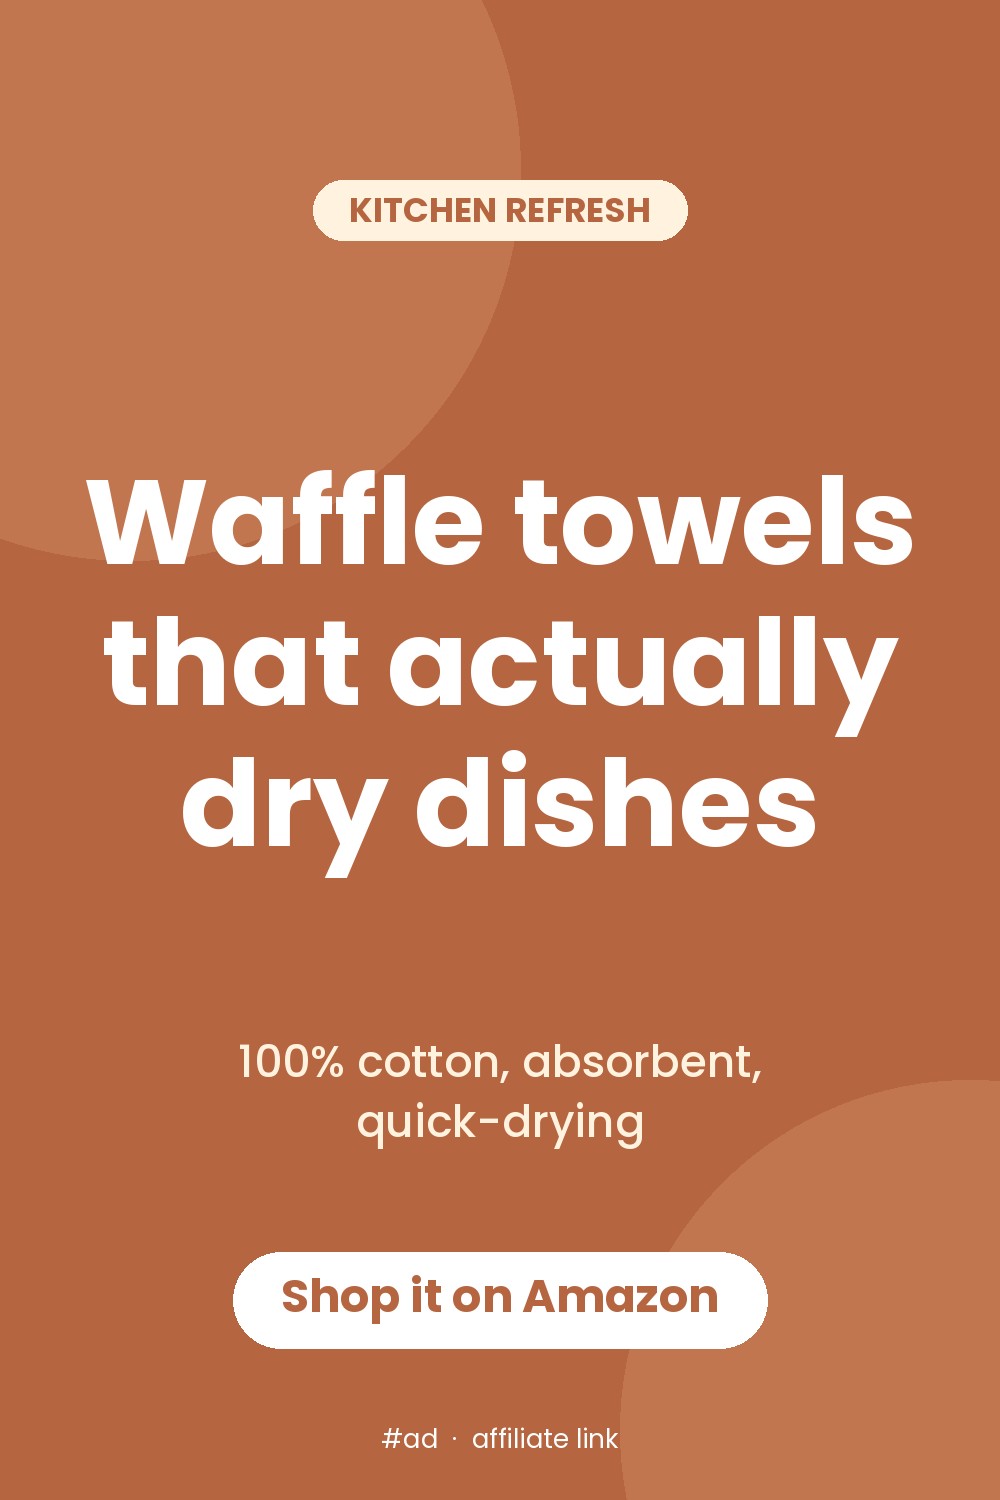 KITCHEN REFRESH
Waffle towels
that actually
dry dishes
100% cotton, absorbent,
quick-drying
Shop it on Amazon
#ad · affiliate link